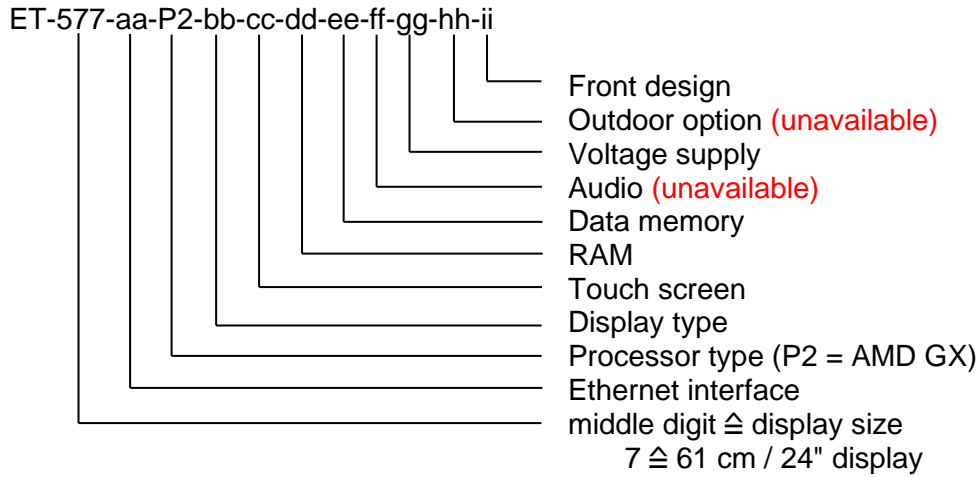 ET-577-aa-P2-bb-cc-dd-ee-ff-gg-hh-ii
Front design
Outdoor option (unavailable)
Voltage supply
Audio (unavailable)
Data memory
RAM
Touch screen
Display type
Processor type (P2 = AMD GX)
Ethernet interface
middle digit ≙ display size
7 ≙ 61 cm / 24" display